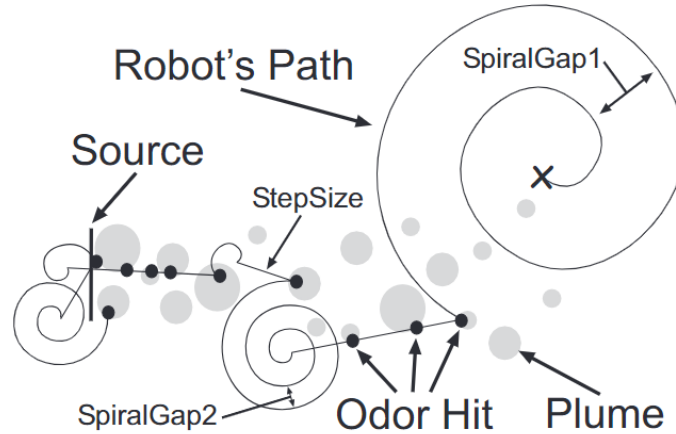 Robot's Path
SpiralGap1
Source
StepSize
SpiralGap2
Odor Hit
Plume